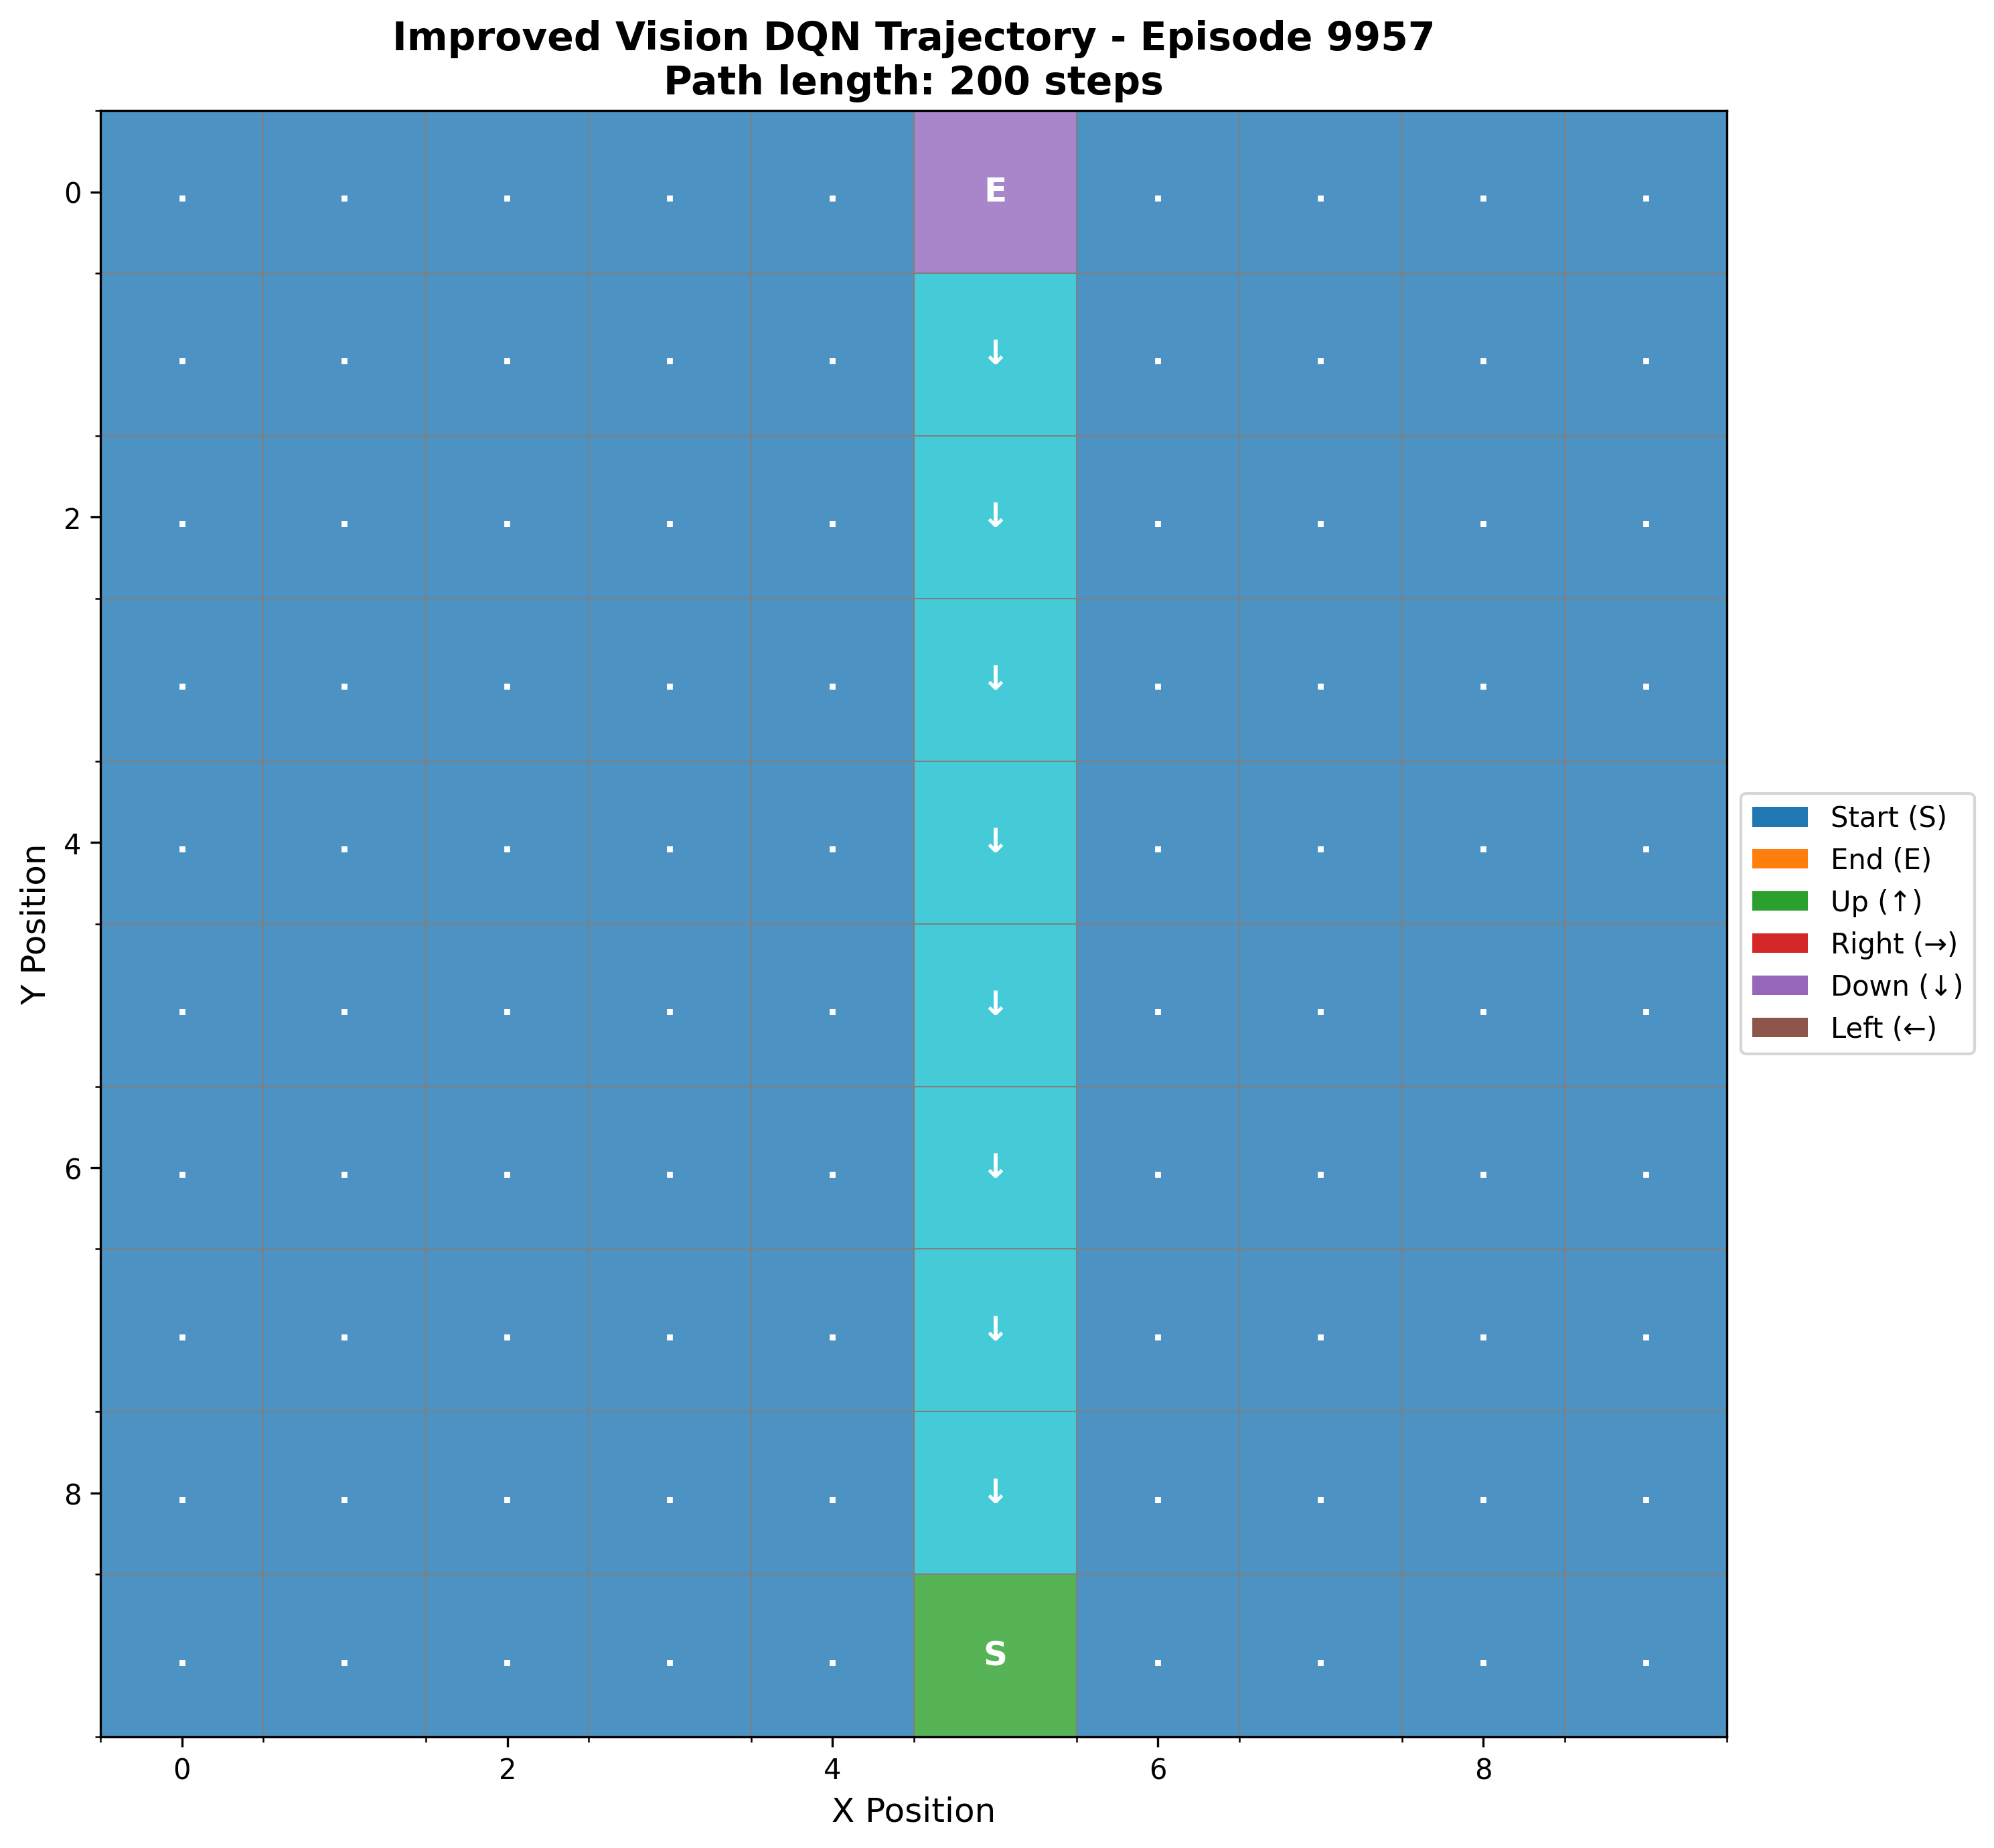 Improved Vision DQN Trajectory - Episode 9957
Path length: 200 steps
0 . . . . . E . . . .
. . . . . ↓ . . . .
2 . . . . . ↓ . . . .
. . . . . ↓ . . . .
4 . . . . . ↓ . . . .
. . . . . ↓ . . . .
6 . . . . . ↓ . . . .
. . . . . ↓ . . . .
8 . . . . . ↓ . . . .
. . . . . S . . . .
0 2 4 6 8
X Position
Y Position
Start (S)
End (E)
Up (↑)
Right (→)
Down (↓)
Left (←)